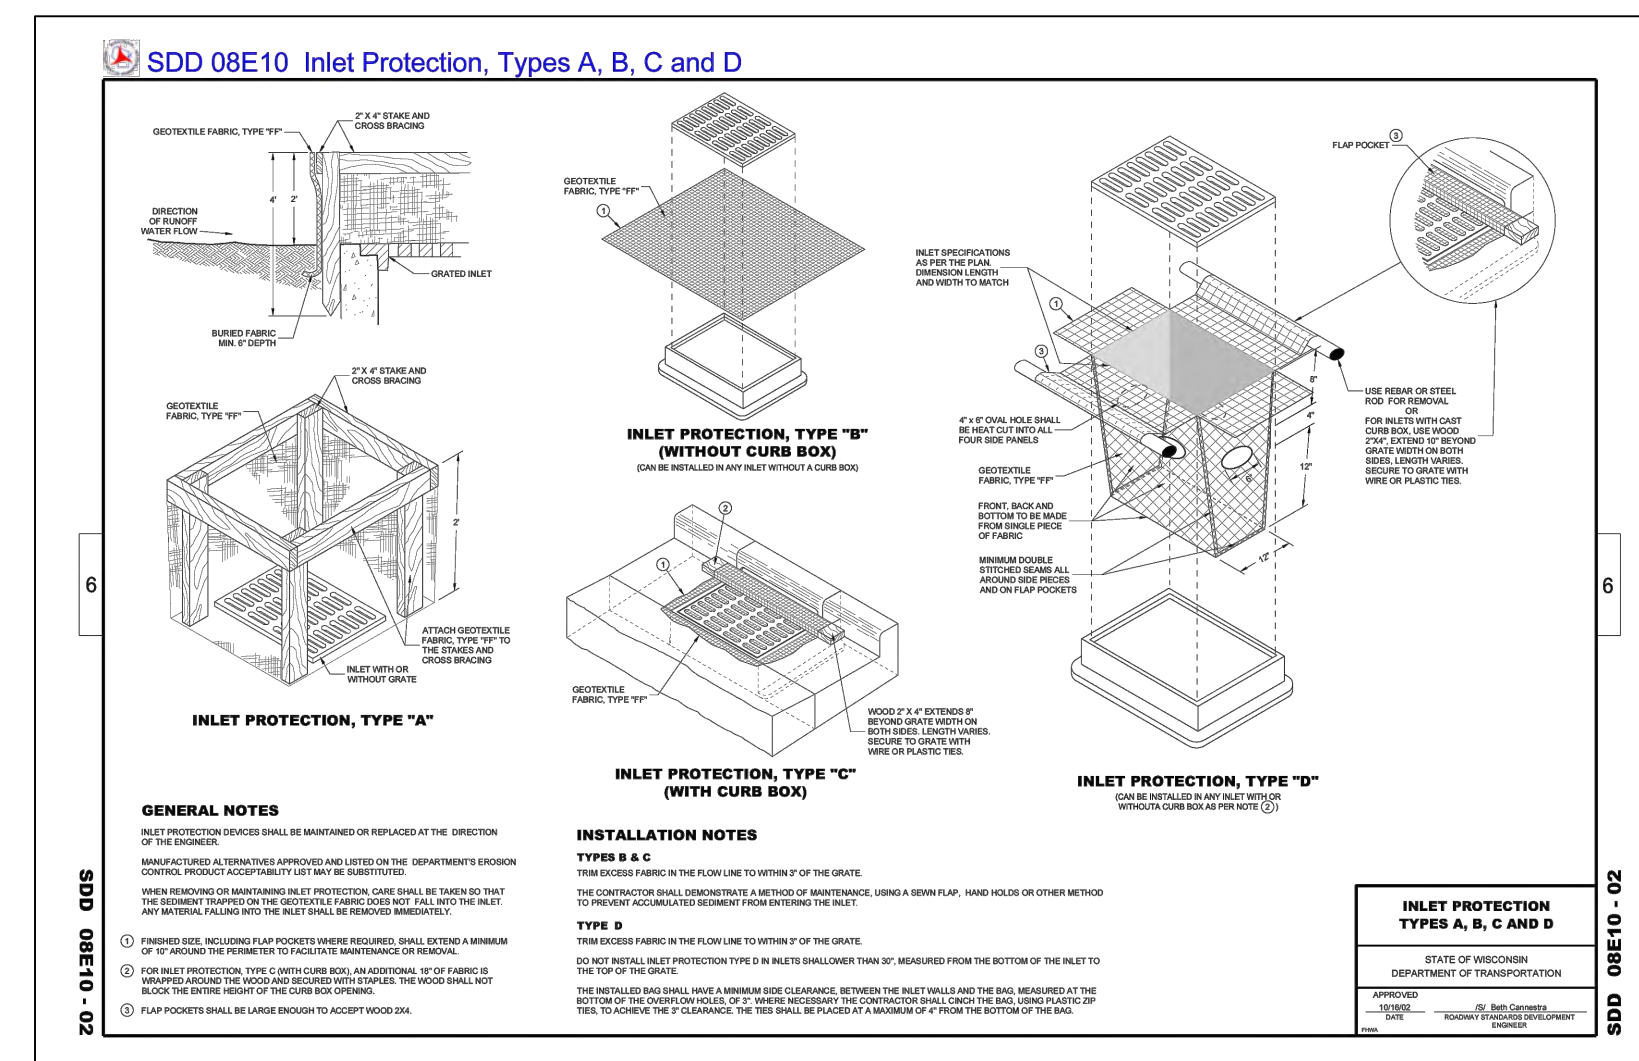 SDD 08E10 Inlet Protection, Types A, B, C and D
2" X 4" STAKE AND
CROSS BRACING
GEOTEXTILE FABRIC, TYPE "FF"
4'
2'
DIRECTION
OF RUNOFF
WATER FLOW
GRATED INLET
BURIED FABRIC
MIN. 6" DEPTH
2" X 4" STAKE AND
CROSS BRACING
GEOTEXTILE
FABRIC, TYPE "FF"
2'
ATTACH GEOTEXTILE
FABRIC, TYPE "FF" TO
THE STAKES AND
CROSS BRACING
INLET WITH OR
WITHOUT GRATE
INLET PROTECTION, TYPE "A"
GEOTEXTILE
FABRIC, TYPE "FF"
1
INLET PROTECTION, TYPE "B"
(WITHOUT CURB BOX)
(CAN BE INSTALLED IN ANY INLET WITHOUT A CURB BOX)
2
1
GEOTEXTILE
FABRIC, TYPE "FF"
WOOD 2" X 4" EXTENDS 8"
BEYOND GRATE WIDTH ON
BOTH SIDES. LENGTH VARIES.
SECURE TO GRATE WITH
WIRE OR PLASTIC TIES.
INLET PROTECTION, TYPE "C"
(WITH CURB BOX)
3
FLAP POCKET
INLET SPECIFICATIONS
AS PER THE PLAN.
DIMENSION LENGTH
AND WIDTH TO MATCH
1
3
4" x 6" OVAL HOLE SHALL
BE HEAT CUT INTO ALL
FOUR SIDE PANELS
GEOTEXTILE
FABRIC, TYPE "FF"
FRONT, BACK AND
BOTTOM TO BE MADE
FROM SINGLE PIECE
OF FABRIC
MINIMUM DOUBLE
STITCHED SEAMS ALL
AROUND SIDE PIECES
AND ON FLAP POCKETS
8"
4"
12"
6"
12"
USE REBAR OR STEEL
ROD FOR REMOVAL
OR
FOR INLETS WITH CAST
CURB BOX, USE WOOD
2"X4", EXTEND 10" BEYOND
GRATE WIDTH ON BOTH
SIDES, LENGTH VARIES.
SECURE TO GRATE WITH
WIRE OR PLASTIC TIES.
INLET PROTECTION, TYPE "D"
(CAN BE INSTALLED IN ANY INLET WITH OR
WITHOUTA CURB BOX AS PER NOTE 2 )
6
6
GENERAL NOTES
INLET PROTECTION DEVICES SHALL BE MAINTAINED OR REPLACED AT THE DIRECTION
OF THE ENGINEER.
MANUFACTURED ALTERNATIVES APPROVED AND LISTED ON THE DEPARTMENT'S EROSION
CONTROL PRODUCT ACCEPTABILITY LIST MAY BE SUBSTITUTED.
WHEN REMOVING OR MAINTAINING INLET PROTECTION, CARE SHALL BE TAKEN SO THAT
THE SEDIMENT TRAPPED ON THE GEOTEXTILE FABRIC DOES NOT FALL INTO THE INLET.
ANY MATERIAL FALLING INTO THE INLET SHALL BE REMOVED IMMEDIATELY.
1 FINISHED SIZE, INCLUDING FLAP POCKETS WHERE REQUIRED, SHALL EXTEND A MINIMUM
OF 10" AROUND THE PERIMETER TO FACILITATE MAINTENANCE OR REMOVAL.
2 FOR INLET PROTECTION, TYPE C (WITH CURB BOX), AN ADDITIONAL 18" OF FABRIC IS
WRAPPED AROUND THE WOOD AND SECURED WITH STAPLES. THE WOOD SHALL NOT
BLOCK THE ENTIRE HEIGHT OF THE CURB BOX OPENING.
3 FLAP POCKETS SHALL BE LARGE ENOUGH TO ACCEPT WOOD 2X4.
INSTALLATION NOTES
TYPES B & C
TRIM EXCESS FABRIC IN THE FLOW LINE TO WITHIN 3" OF THE GRATE.
THE CONTRACTOR SHALL DEMONSTRATE A METHOD OF MAINTENANCE, USING A SEWN FLAP, HAND HOLDS OR OTHER METHOD
TO PREVENT ACCUMULATED SEDIMENT FROM ENTERING THE INLET.
TYPE D
TRIM EXCESS FABRIC IN THE FLOW LINE TO WITHIN 3" OF THE GRATE.
DO NOT INSTALL INLET PROTECTION TYPE D IN INLETS SHALLOWER THAN 30", MEASURED FROM THE BOTTOM OF THE INLET TO
THE TOP OF THE GRATE.
THE INSTALLED BAG SHALL HAVE A MINIMUM SIDE CLEARANCE, BETWEEN THE INLET WALLS AND THE BAG, MEASURED AT THE
BOTTOM OF THE OVERFLOW HOLES, OF 3". WHERE NECESSARY THE CONTRACTOR SHALL CINCH THE BAG, USING PLASTIC ZIP
TIES, TO ACHIEVE THE 3" CLEARANCE. THE TIES SHALL BE PLACED AT A MAXIMUM OF 4" FROM THE BOTTOM OF THE BAG.
INLET PROTECTION
TYPES A, B, C AND D
STATE OF WISCONSIN
DEPARTMENT OF TRANSPORTATION
APPROVED
10/16/02 /S/ Beth Cannestra
DATE ROADWAY STANDARDS DEVELOPMENT
ENGINEER
FHWA
SDD 08E10 - 02
SDD 08E10 - 02